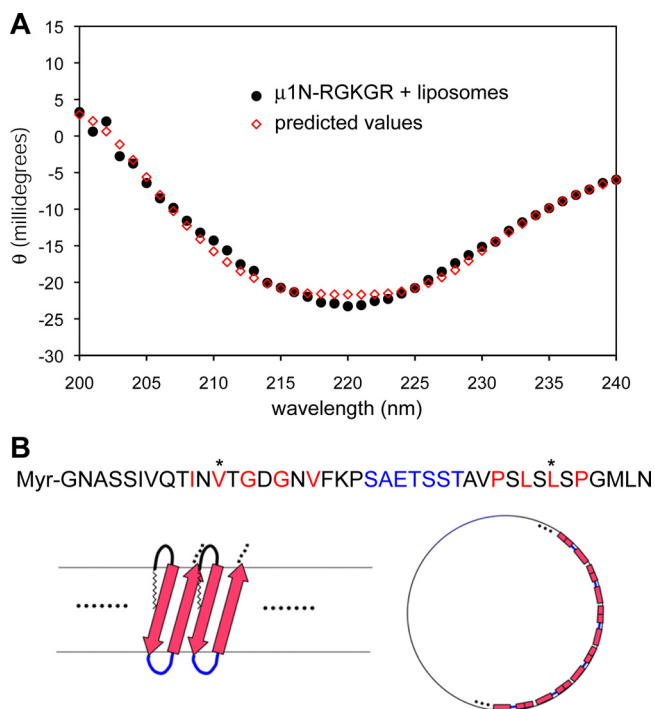 A
15
5
0
-5
-10
-15
-20
-25
-30
θ (millidegrees)
μ1N-RGKGR + liposomes
predicted values
200 205 210 215 220 225 230 235 240
wavelength (nm)
B
* *
Myr-GNASSIVQTINVTGDGNVFKPSAETSSTAVPSLSLSPGMLN